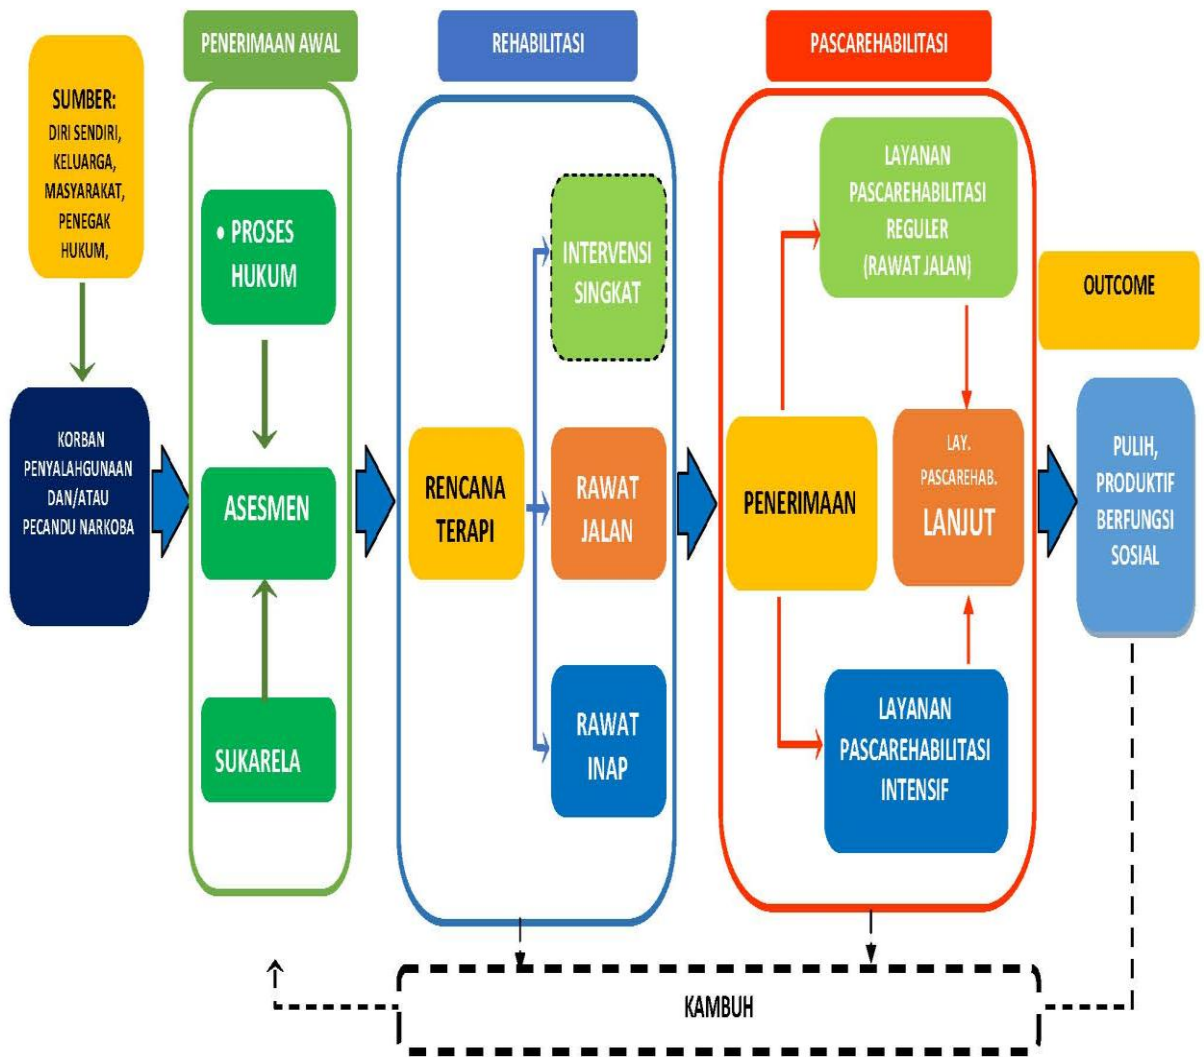 PENERIMAAN AWAL
REHABILITASI
PASCAREHABILITASI
SUMBER:
DIRI SENDIRI,
KELUARGA,
MASYARAKAT,
PENEGAK
HUKUM,
KORBAN
PENYALAHGUNAAN
DAN/ATAU
PECANDU NARKOBA
• PROSES
HUKUM
ASESMEN
SUKARELA
RENCANA
TERAPI
INTERVENSI
SINGKAT
RAWAT
JALAN
RAWAT
INAP
PENERIMAAN
LAYANAN
PASCAREHABILITASI
REGULER
(RAWAT JALAN)
LAY.
PASCAREHAB.
LANJUT
LAYANAN
PASCAREHABILITASI
INTENSIF
OUTCOME
PULIH,
PRODUKTIF
BERFUNGSI
SOSIAL
KAMBUH